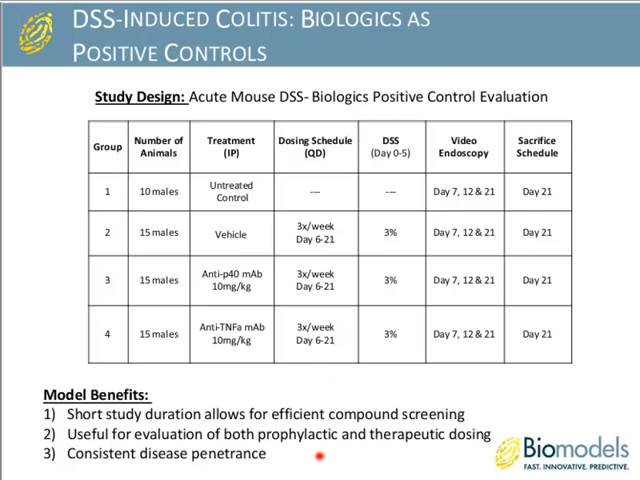 DSS-INDUCED COLITIS: BIOLOGICS AS
POSITIVE CONTROLS
Study Design: Acute Mouse DSS- Biologics Positive Control Evaluation
Group | Number of Animals | Treatment (IP) | Dosing Schedule (QD) | DSS (Day 0-5) | Video Endoscopy | Sacrifice Schedule
1 | 10 males | Untreated Control | --- | --- | Day 7, 12 & 21 | Day 21
2 | 15 males | Vehicle | 3x/week Day 6-21 | 3% | Day 7, 12 & 21 | Day 21
3 | 15 males | Anti-p40 mAb 10mg/kg | 3x/week Day 6-21 | 3% | Day 7, 12 & 21 | Day 21
4 | 15 males | Anti-TNFa mAb 10mg/kg | 3x/week Day 6-21 | 3% | Day 7, 12 & 21 | Day 21
Model Benefits:
1) Short study duration allows for efficient compound screening
2) Useful for evaluation of both prophylactic and therapeutic dosing
3) Consistent disease penetrance
Biomodels
FAST. INNOVATIVE. PREDICTIVE.